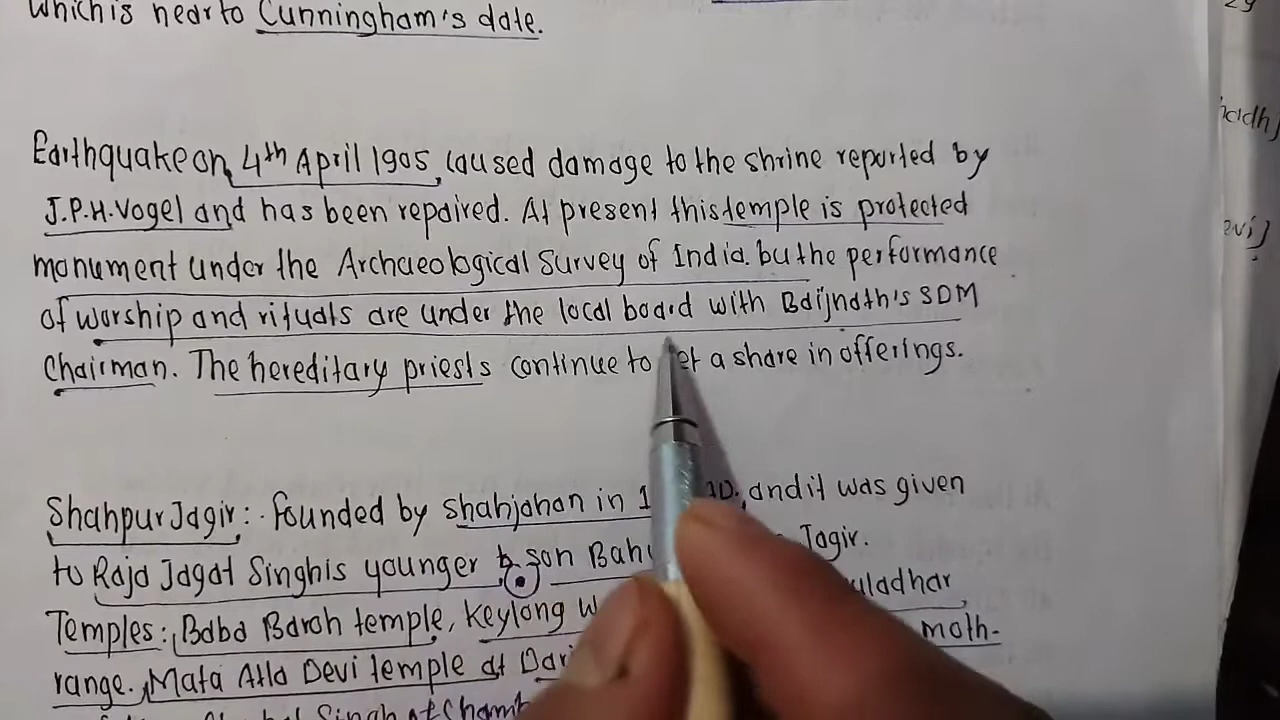 which is near to Cunningham's date.
Earthquake on 4th April 1905, caused damage to the shrine reported by
J.P.H. Vogel and has been repaired. At present this temple is protected
monument under the Archaeological Survey of India. but the performance
of worship and rituals are under the local board with Baijnath's SDM
Chairman. The hereditary priests continue to get a share in offerings.
Shahpur Jagir: founded by Shahjahan in AD, and it was given
to Raja Jagat Singh's younger son Jagir.
Temples: Baba Baroh temple, Keylong
range. Mata Atla Devi temple at
Singh at